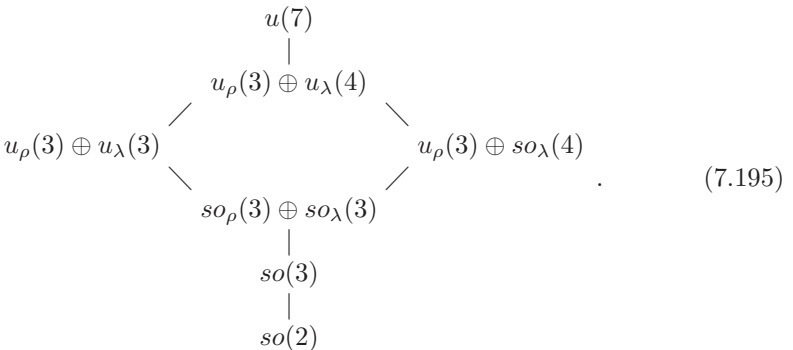 u(7)
u_ρ(3) ⊕ u_λ(4)
u_ρ(3) ⊕ u_λ(3) u_ρ(3) ⊕ so_λ(4)
. (7.195)
so_ρ(3) ⊕ so_λ(3)
so(3)
so(2)